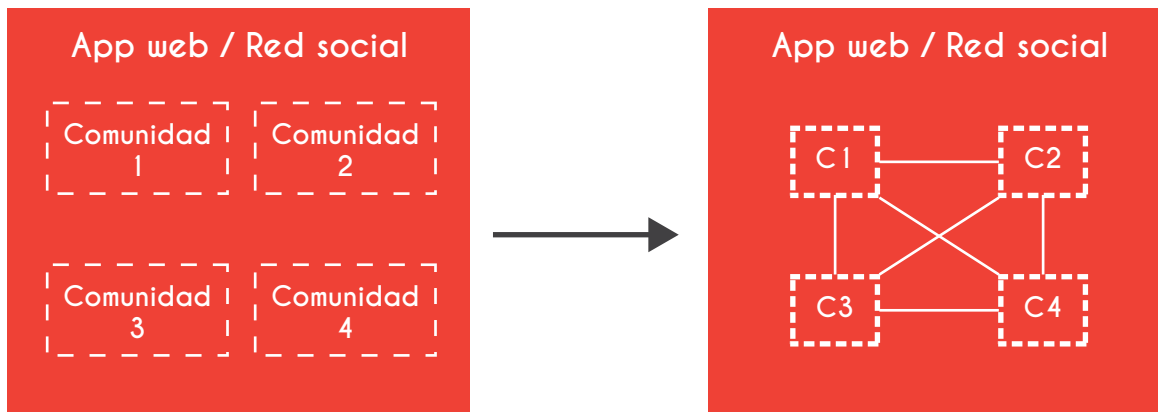 App web / Red social
Comunidad
1
Comunidad
2
Comunidad
3
Comunidad
4
App web / Red social
C1
C2
C3
C4